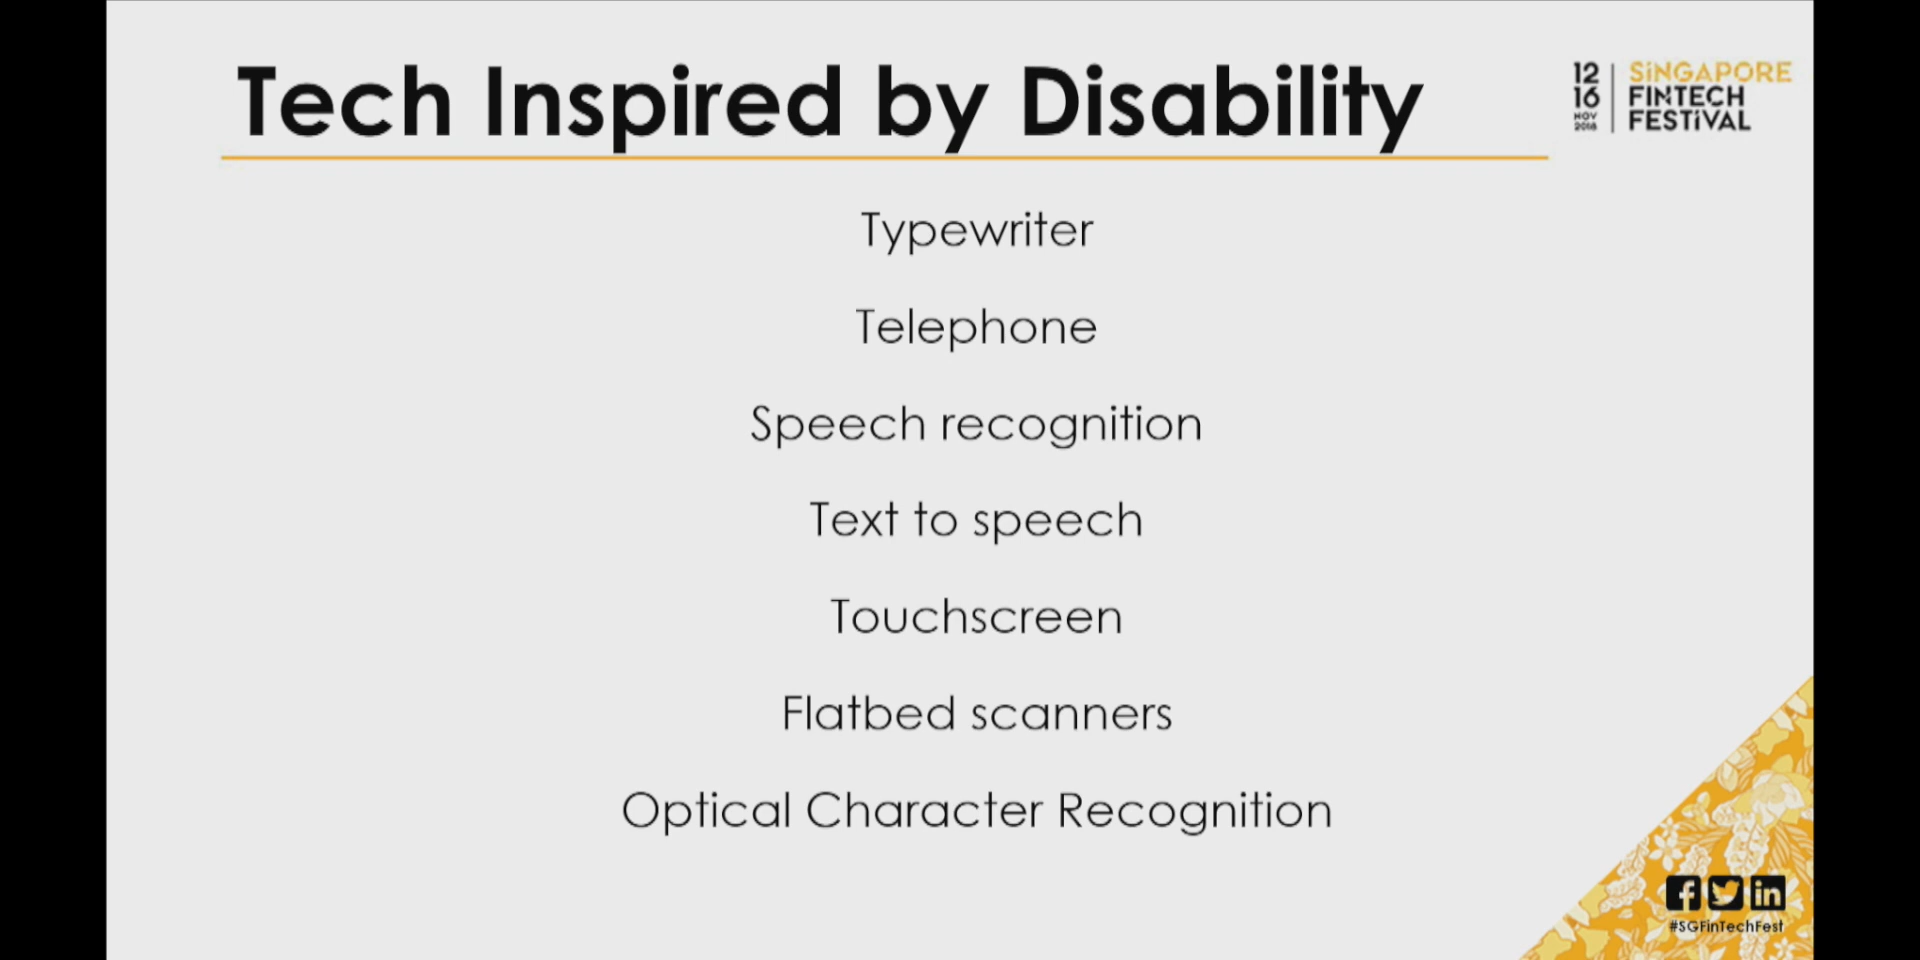 Tech Inspired by Disability
12
16
NOV
2018
SiNGAPORE
FINTECH
FESTiVAL
Typewriter
Telephone
Speech recognition
Text to speech
Touchscreen
Flatbed scanners
Optical Character Recognition
#SGFinTechFest